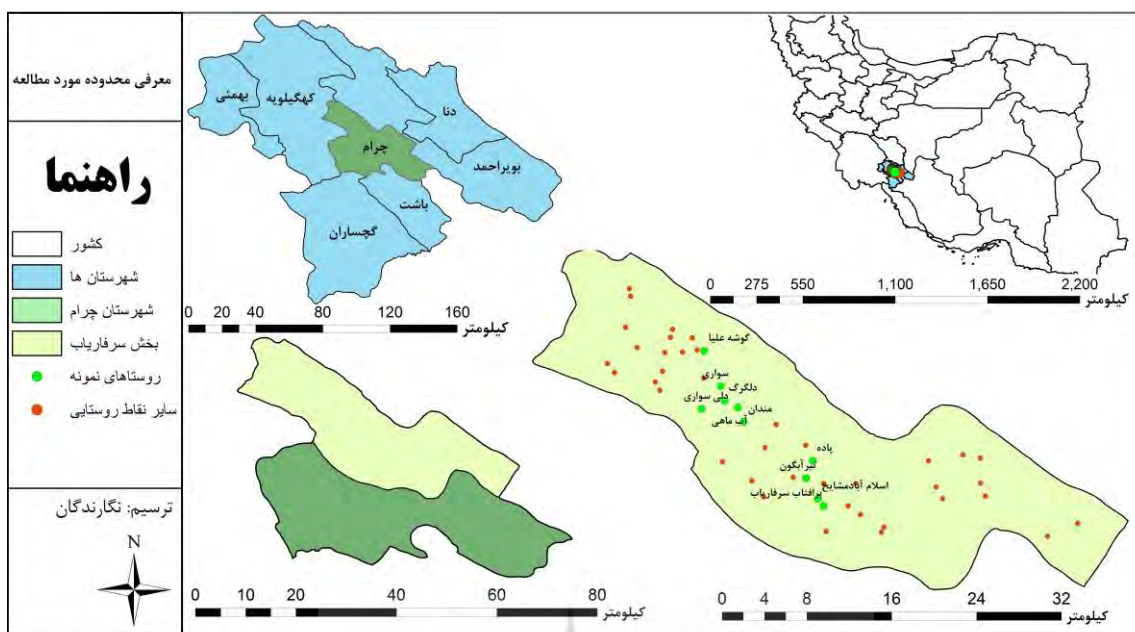 معرفی محدوده مورد مطالعه
راهنما
کشور
شهرستان ها
شهرستان چرام
بخش سرفاریاب
روستاهای نمونه
سایر نقاط روستایی
ترسیم: نگارندگان
N
بهمئی
کهگیلویه
دنا
چرام
بویراحمد
باشت
گچساران
0 20 40 80 120 160
کیلومتر
0 275 550 1,100 1,650 2,200
کیلومتر
گوشه علیا
سواری
دلگرگ
دلی سواری
مندان
آب ماهی
پاده
تیرآبگون
اسلام آبادمشایخ
برافتاب سرفاریاب
0 10 20 40 60 80
کیلومتر
0 4 8 16 24 32
کیلومتر